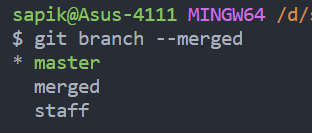 sapik@Asus-4111 MINGW64 /d/
$ git branch --merged
* master
merged
staff